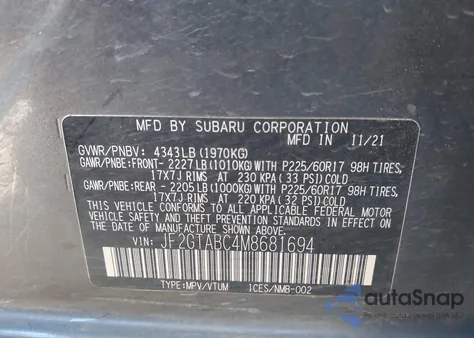 MFD BY SUBARU CORPORATION
MFD IN 11/21
GVWR/PNBV: 4343LB (1970KG)
GAWR/PNBE: FRONT- 2227LB (1010KG) WITH P225/60R17 98H TIRES,
17X7J RIMS AT 230 KPA (33 PSI) COLD
GAWR/PNBE: REAR - 2205LB (1000KG) WITH P225/60R17 98H TIRES,
17X7J RIMS AT 220 KPA (32 PSI) COLD
THIS VEHICLE CONFORMS TO ALL APPLICABLE FEDERAL MOTOR
VEHICLE SAFETY, BUMPER, AND THEFT PREVENTION STANDARDS
IN EFFECT ON THE DATE OF MANUFACTURE SHOWN ABOVE.
VIN: JF2GTABC4M8681694
TYPE:MPV/VTUM ICES/NMB-002
autoSnap